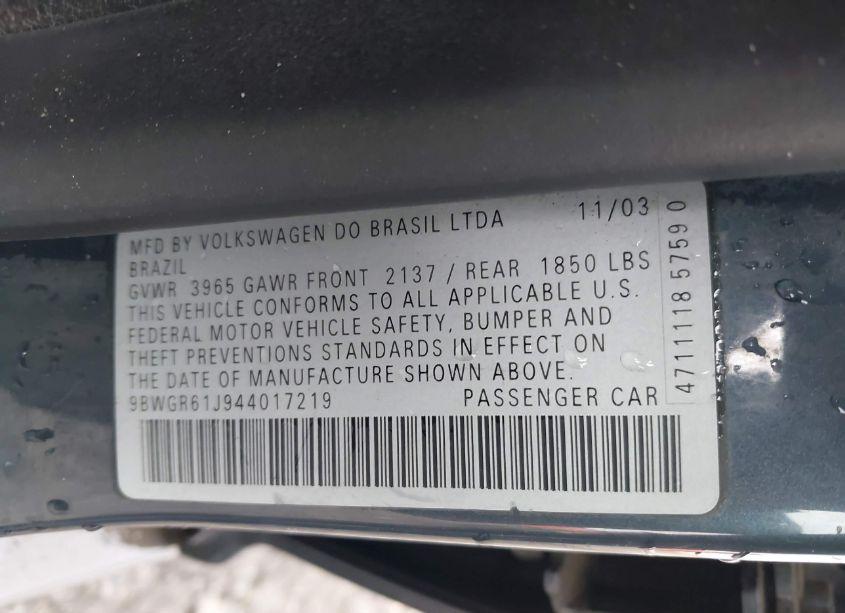 MFD BY VOLKSWAGEN DO BRASIL LTDA 11/03
BRAZIL
GVWR 3965 GAWR FRONT 2137 / REAR 1850 LBS
THIS VEHICLE CONFORMS TO ALL APPLICABLE U.S.
FEDERAL MOTOR VEHICLE SAFETY, BUMPER AND
THEFT PREVENTIONS STANDARDS IN EFFECT ON
THE DATE OF MANUFACTURE SHOWN ABOVE.
9BWGR61J944017219 PASSENGER CAR
4711118 5759 0